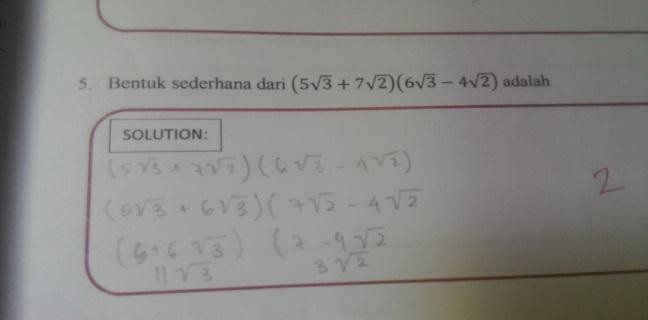 5. Bentuk sederhana dari (5√3 + 7√2)(6√3 − 4√2) adalah
SOLUTION:
(5√3 + 7√2)(6√3 - 4√2)
(5√3 + 6√3)(7√2 - 4√2
2
(5+6 √3) (7 -4√2
11√3 3√2